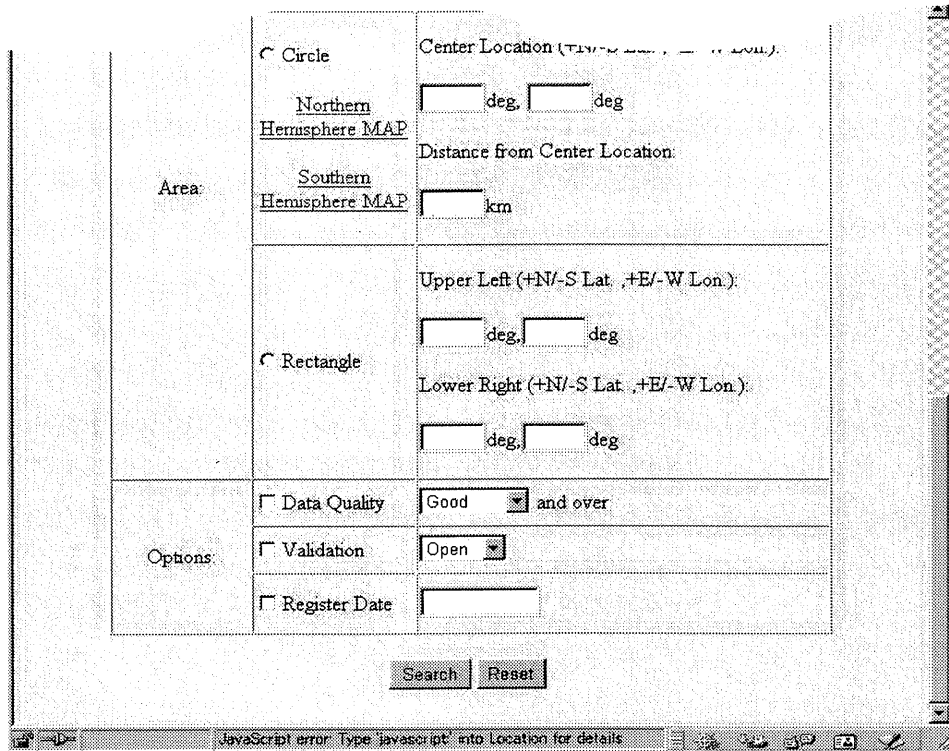 Circle
Center Location (+N/-S Lat. ,+E/-W Lon.):
deg, deg
Northern
Hemisphere MAP
Distance from Center Location:
Area:
Southern
Hemisphere MAP
km
Upper Left (+N/-S Lat. ,+E/-W Lon.):
deg, deg
Rectangle
Lower Right (+N/-S Lat. ,+E/-W Lon.):
deg, deg
Options:
Data Quality Good and over
Validation Open
Register Date
Search Reset
JavaScript error: Type 'javascript:' into Location for details